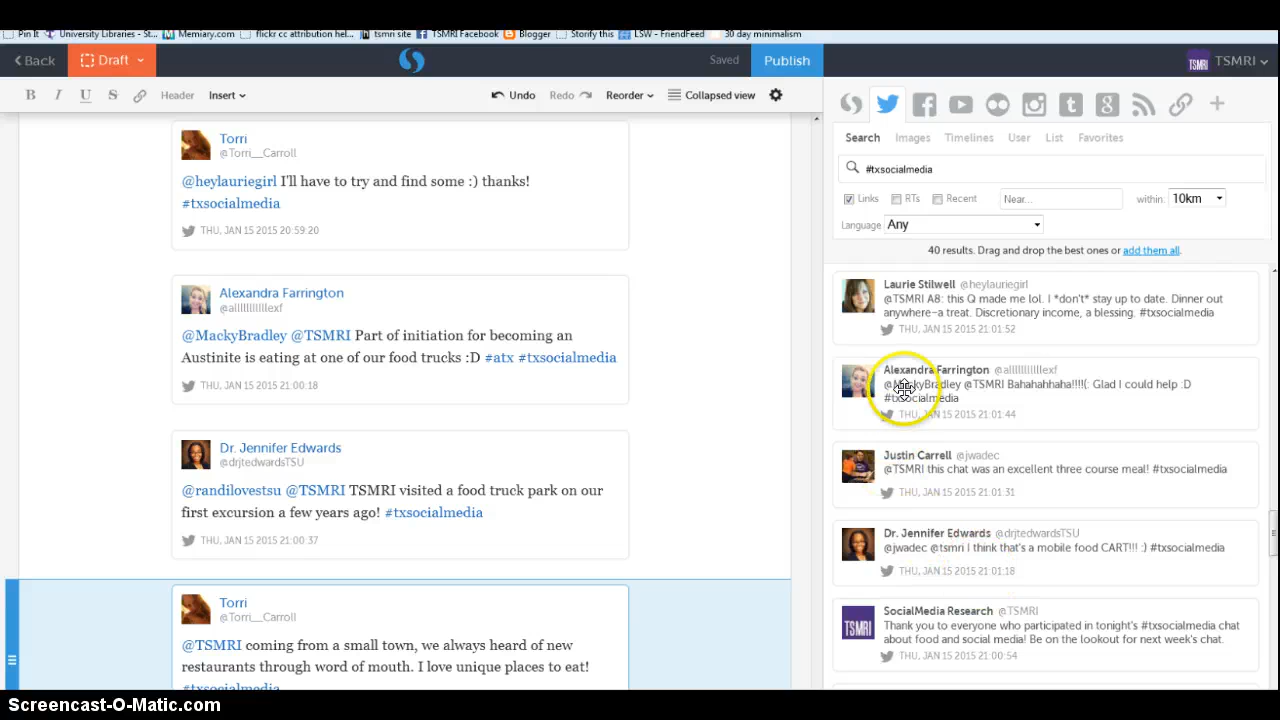 Pin It University Libraries - St... Memiary.com flickr cc attribution hel... tsmri site TSMRI Facebook Blogger Storify this LSW - FriendFeed 30 day minimalism
Back Draft Saved Publish TSMRI
B I U S Header Insert Undo Redo Reorder Collapsed view
Torri
@Torri__Carroll
@heylauriegirl I'll have to try and find some :) thanks!
#txsocialmedia
THU, JAN 15 2015 20:59:20
Alexandra Farrington
@MackyBradley @TSMRI Part of initiation for becoming an
Austinite is eating at one of our food trucks :D #atx #txsocialmedia
THU, JAN 15 2015 21:00:18
Dr. Jennifer Edwards
@drjtedwardsTSU
@randilovestsu @TSMRI TSMRI visited a food truck park on our
first excursion a few years ago! #txsocialmedia
THU, JAN 15 2015 21:00:37
Torri
@Torri__Carroll
@TSMRI coming from a small town, we always heard of new
restaurants through word of mouth. I love unique places to eat!
#txsocialmedia
Search Images Timelines User List Favorites
#txsocialmedia
Links RTs Recent Near... within: 10km
Language Any
40 results. Drag and drop the best ones or add them all.
Laurie Stilwell @heylauriegirl
@TSMRI A8: this Q made me lol. I *don't* stay up to date. Dinner out
anywhere-a treat. Discretionary income, a blessing. #txsocialmedia
THU, JAN 15 2015 21:01:52
Alexandra Farrington
@MackyBradley @TSMRI Bahahahhaha!!!!(: Glad I could help :D
#txsocialmedia
THU, JAN 15 2015 21:01:44
Justin Carrell @jwadec
@TSMRI this chat was an excellent three course meal! #txsocialmedia
THU, JAN 15 2015 21:01:31
Dr. Jennifer Edwards @drjtedwardsTSU
@jwadec @tsmri I think that's a mobile food CART!!! :) #txsocialmedia
THU, JAN 15 2015 21:01:18
TSMRI
SocialMedia Research @TSMRI
Thank you to everyone who participated in tonight's #txsocialmedia chat
about food and social media! Be on the lookout for next week's chat.
THU, JAN 15 2015 21:00:54
Screencast-O-Matic.com